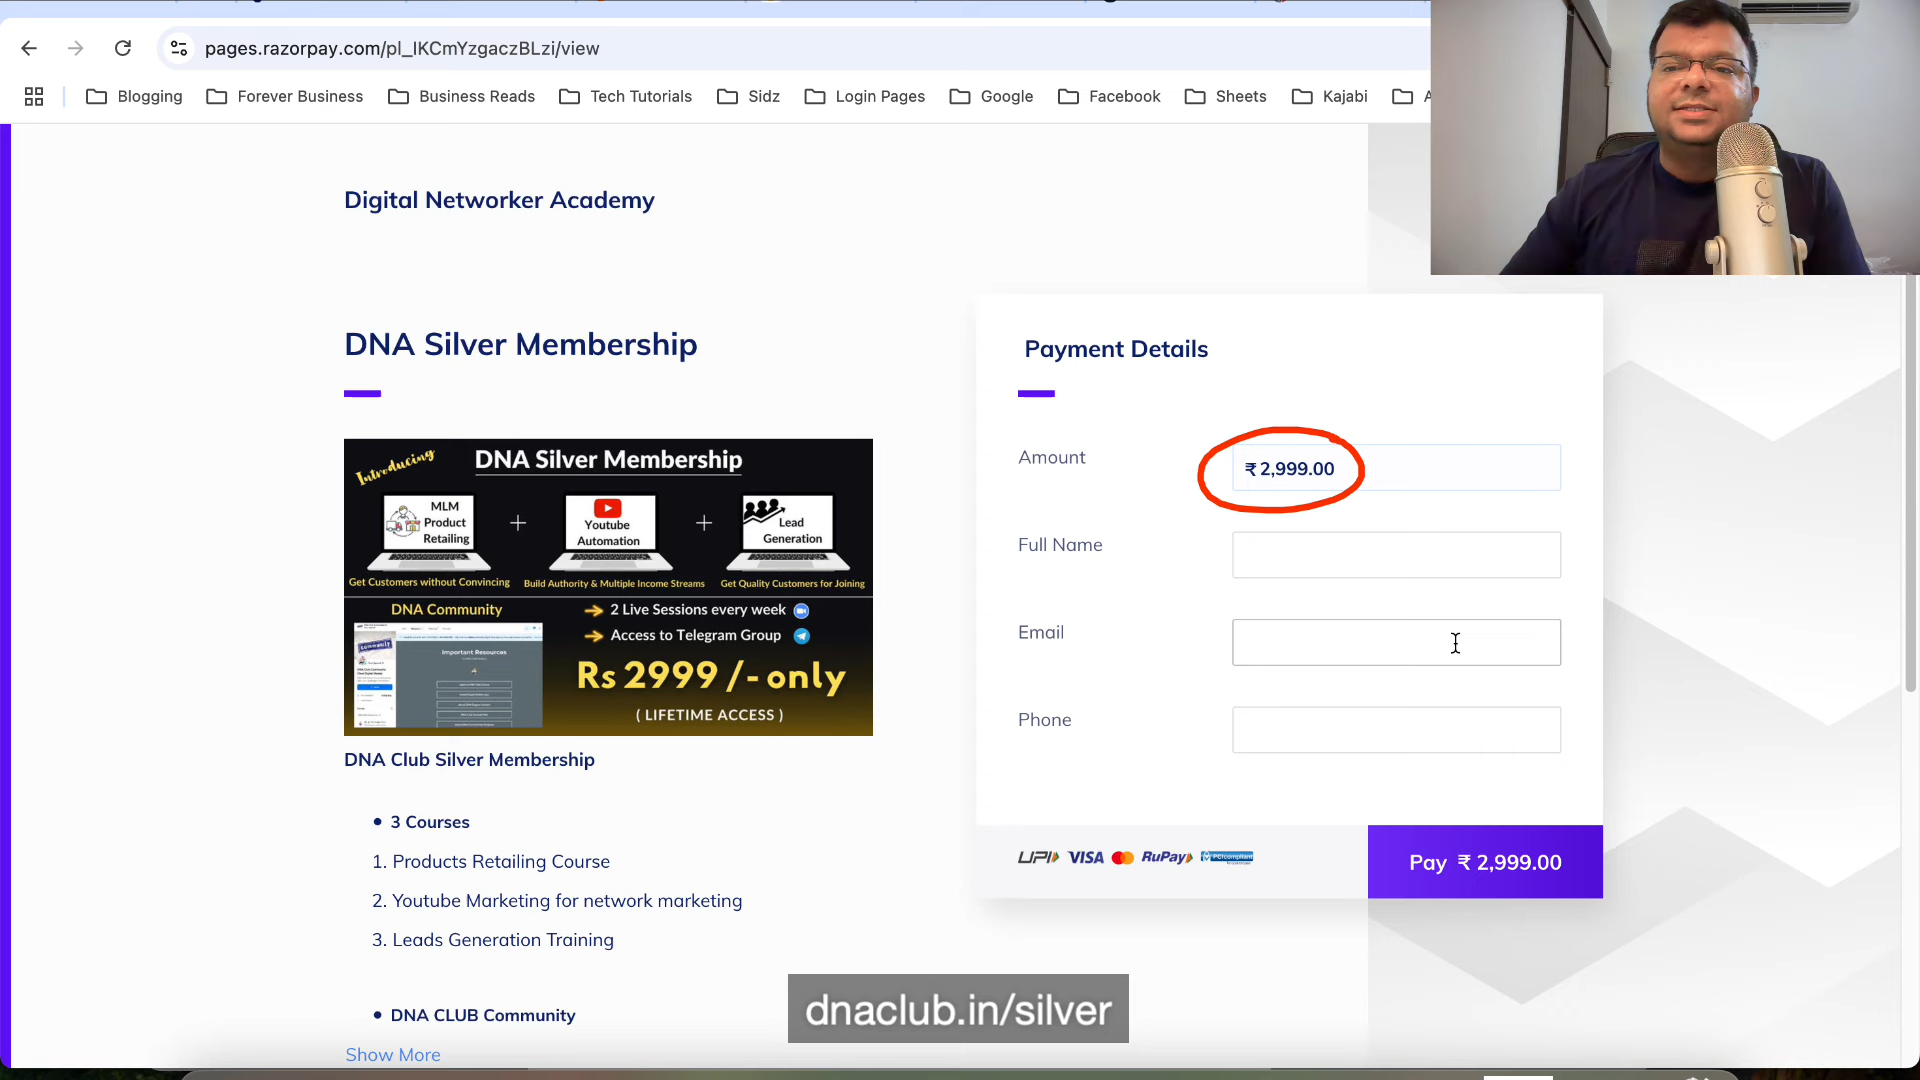 pages.razorpay.com/pl_IKCmYzgaczBLzi/view
Blogging
Forever Business
Business Reads
Tech Tutorials
Sidz
Login Pages
Google
Facebook
Sheets
Kajabi
Digital Networker Academy
DNA Silver Membership
Introducing
DNA Silver Membership
MLM
Product
Retailing
+
Youtube
Automation
+
Lead
Generation
Get Customers without Convincing
Build Authority & Multiple Income Streams
Get Quality Customers for Joining
DNA Community
Important Resources
2 Live Sessions every week
Access to Telegram Group
Rs 2999 /- only
( LIFETIME ACCESS )
DNA Club Silver Membership
• 3 Courses
1. Products Retailing Course
2. Youtube Marketing for network marketing
3. Leads Generation Training
• DNA CLUB Community
Show More
Payment Details
Amount
₹ 2,999.00
Full Name
Email
Phone
UPI VISA RuPay PCI compliant
Pay ₹ 2,999.00
dnaclub.in/silver